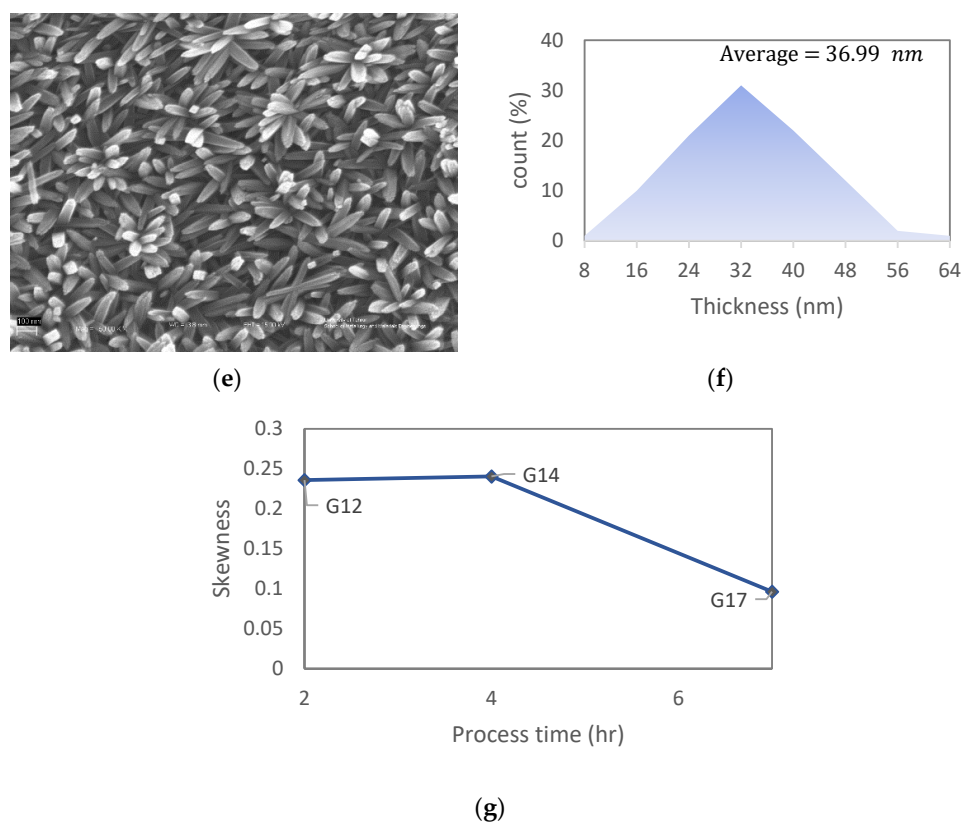 100 nm
(e)
Average = 36.99 nm
40
30
20
10
0
count (%)
8 16 24 32 40 48 56 64
Thickness (nm)
(f)
0.3
0.25
0.2
0.15
0.1
0.05
0
Skewness
G12
G14
G17
2 4 6
Process time (hr)
(g)